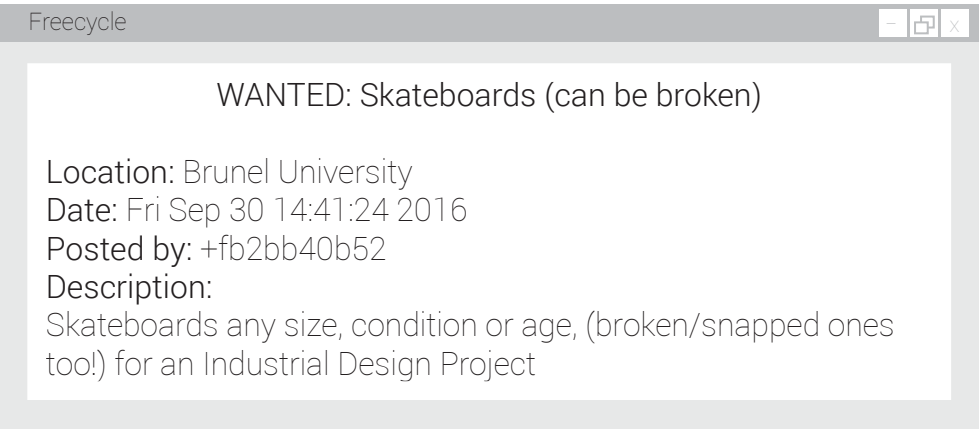 Freecycle
WANTED: Skateboards (can be broken)
Location: Brunel University
Date: Fri Sep 30 14:41:24 2016
Posted by: +fb2bb40b52
Description:
Skateboards any size, condition or age, (broken/snapped ones
too!) for an Industrial Design Project